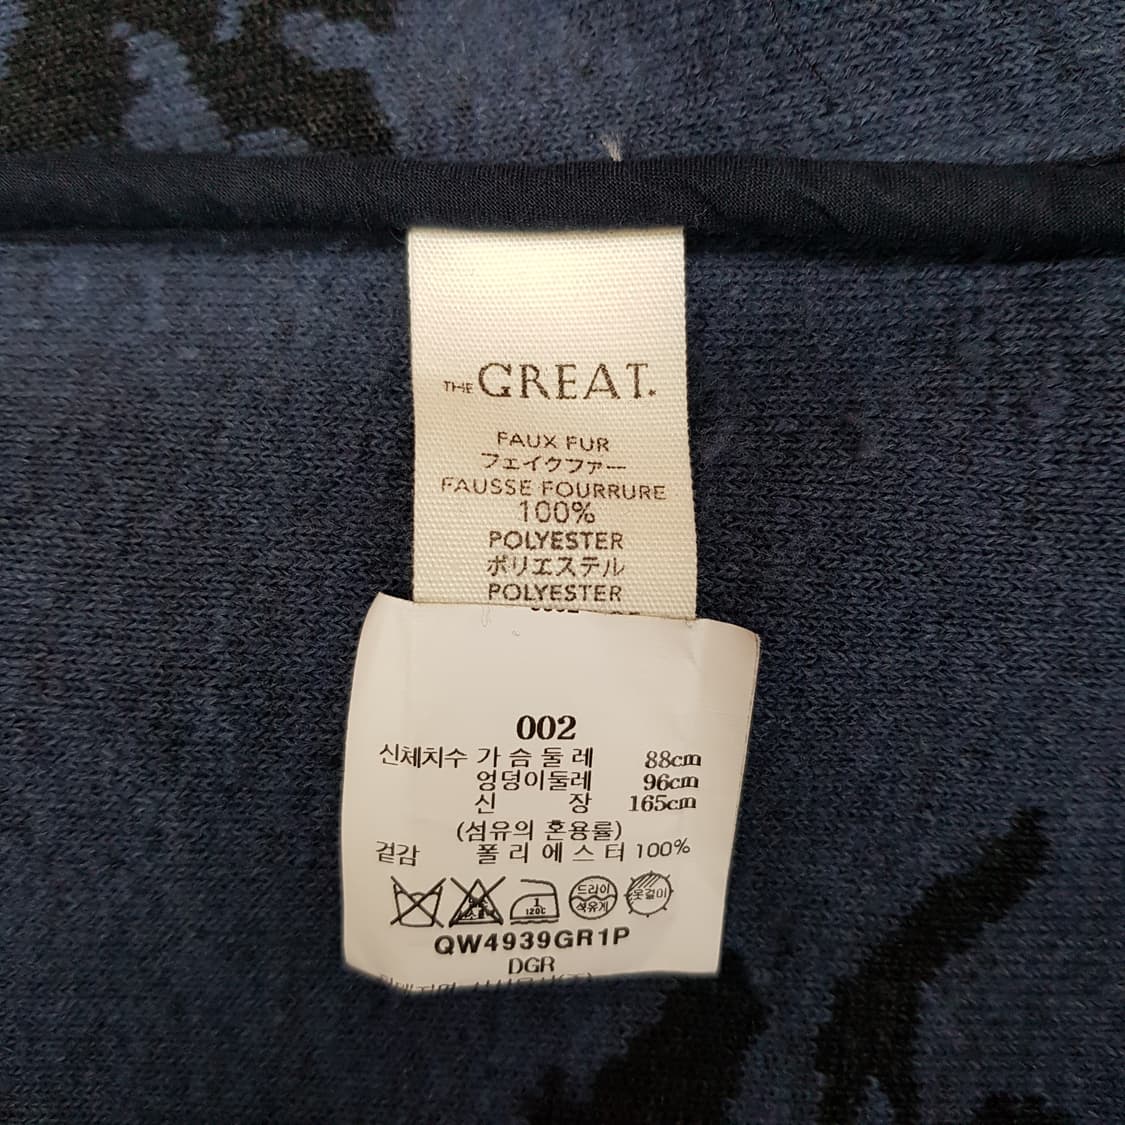 THE GREAT.
FAUX FUR
フェイクファー
FAUSSE FOURRURE
100%
POLYESTER
ポリエステル
POLYESTER
002
신체치수 가 슴 둘 레 88cm
엉덩이둘레 96cm
신 장 165cm
(섬유의 혼용률)
겉감 폴 리 에 스 터 100%
1
120C
드라이
석유계
옷걸이
QW4939GR1P
DGR